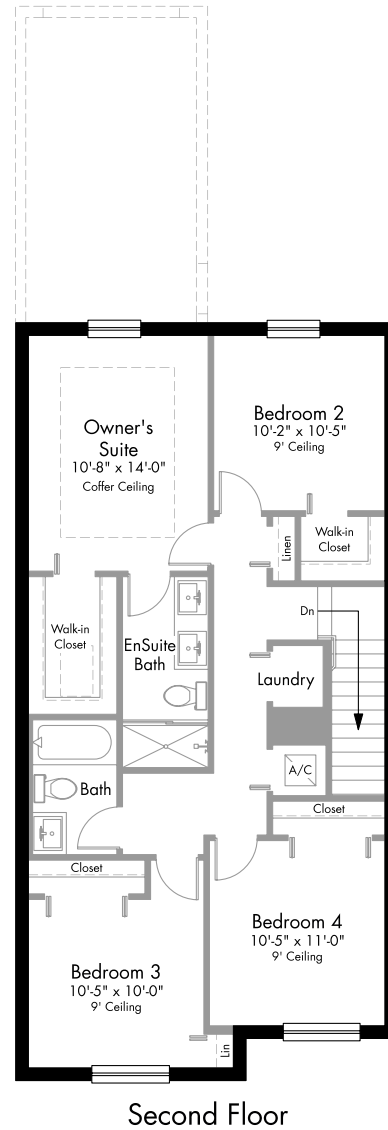 Owner's
Suite
10'-8" x 14'-0"
Coffer Ceiling
Bedroom 2
10'-2" x 10'-5"
9' Ceiling
Linen
Walk-in
Closet
Walk-in
Closet
EnSuite
Bath
Dn
Laundry
A/C
Bath
Closet
Closet
Bedroom 4
10'-5" x 11'-0"
9' Ceiling
Bedroom 3
10'-5" x 10'-0"
9' Ceiling
Lin
Second Floor